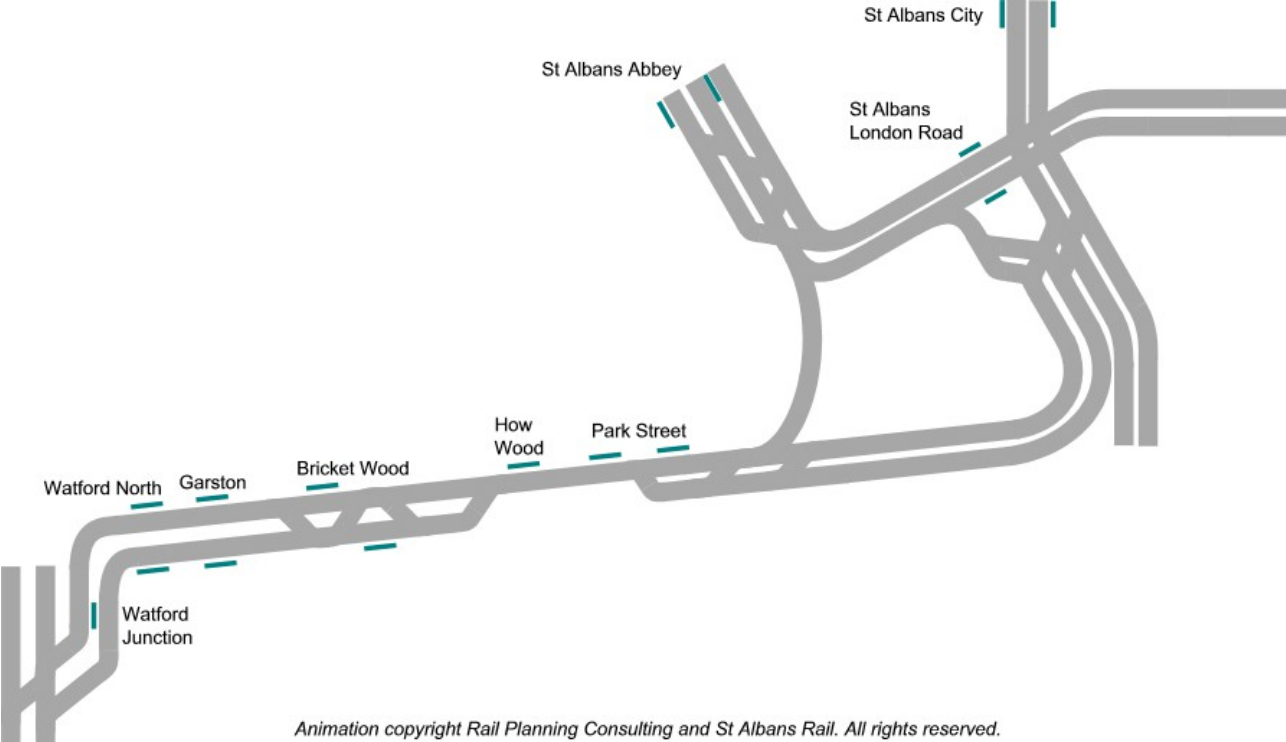 St Albans City
St Albans Abbey
St Albans
London Road
How
Wood
Park Street
Bricket Wood
Garston
Watford North
Watford
Junction
Animation copyright Rail Planning Consulting and St Albans Rail. All rights reserved.